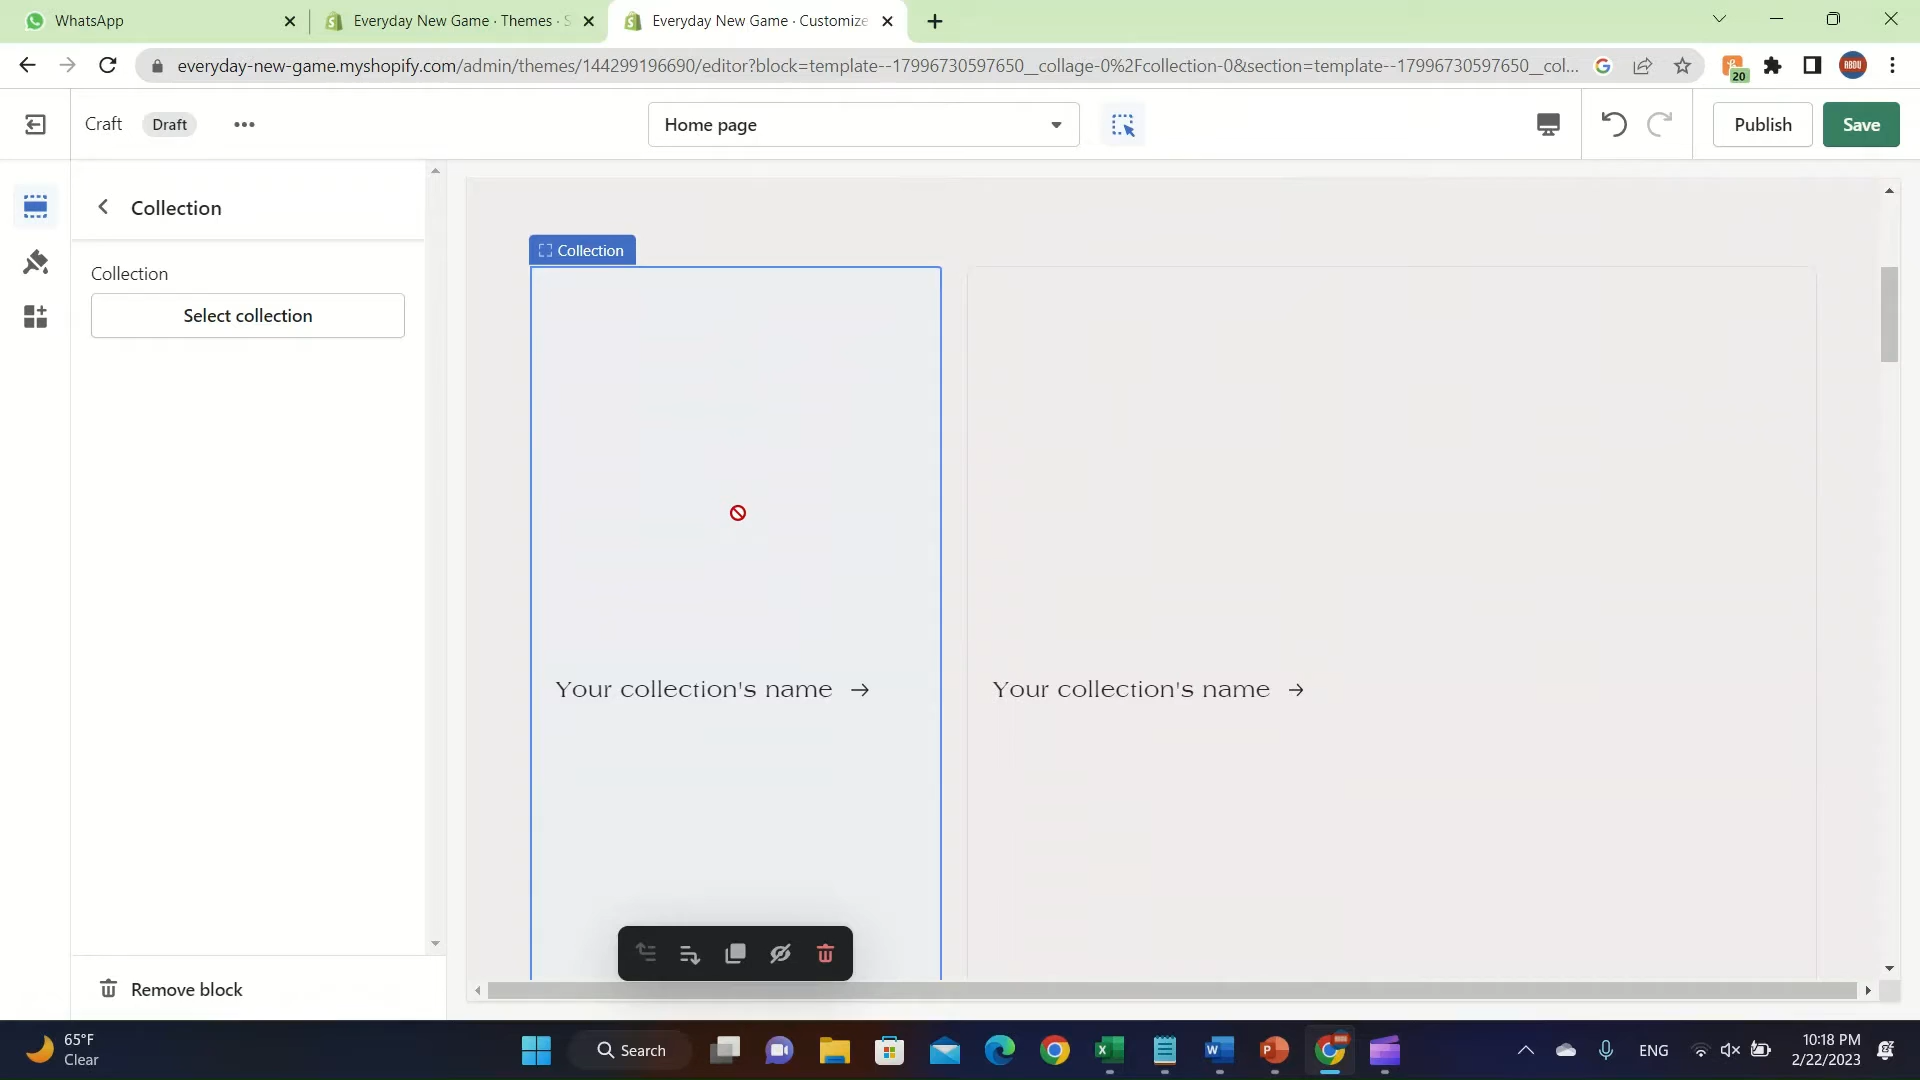 WhatsApp
Everyday New Game · Themes · S
Everyday New Game · Customize
everyday-new-game.myshopify.com/admin/themes/144299196690/editor?block=template--17996730597650__collage-0%2Fcollection-0&section=template--17996730597650__col...
20
ABDU
Craft
Draft
Home page
Publish
Save
Collection
Collection
Select collection
Collection
Your collection's name →
Your collection's name →
Remove block
65°F
Clear
Search
ENG
10:18 PM
2/22/2023